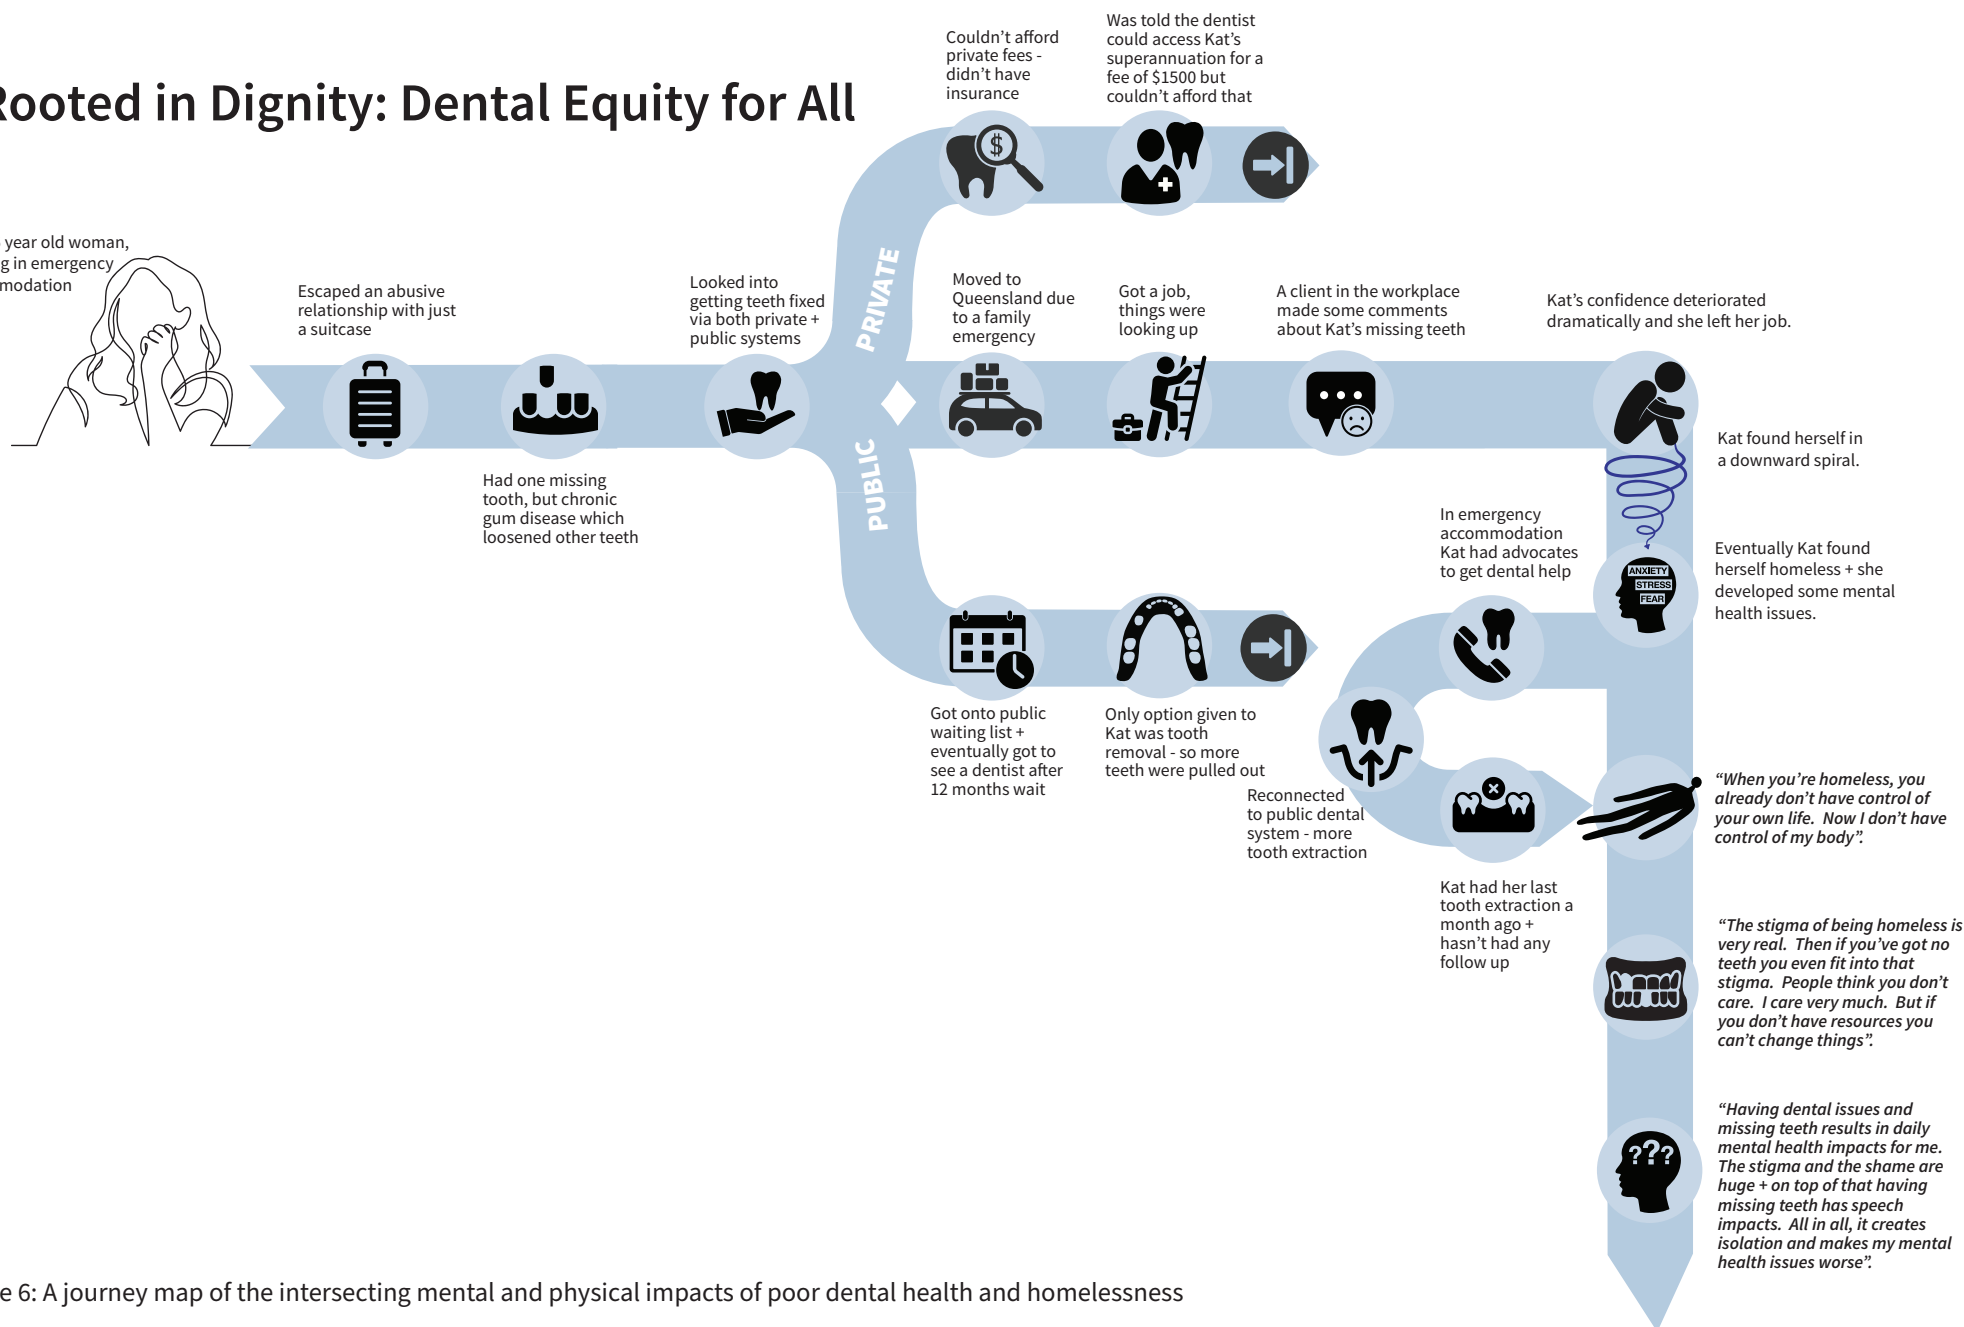 Rooted in Dignity: Dental Equity for All
year old woman,
g in emergency
modation
Escaped an abusive
relationship with just
a suitcase
Had one missing
tooth, but chronic
gum disease which
loosened other teeth
Looked into
getting teeth fixed
via both private +
public systems
PRIVATE
Couldn’t afford
private fees -
didn’t have
insurance
$
Was told the dentist
could access Kat’s
superannuation for a
fee of $1500 but
couldn’t afford that
Moved to
Queensland due
to a family
emergency
Got a job,
things were
looking up
A client in the workplace
made some comments
about Kat’s missing teeth
Kat’s confidence deteriorated
dramatically and she left her job.
Kat found herself in
a downward spiral.
PUBLIC
Got onto public
waiting list +
eventually got to
see a dentist after
12 months wait
Only option given to
Kat was tooth
removal - so more
teeth were pulled out
Eventually Kat found
herself homeless + she
developed some mental
health issues.
ANXIETY
STRESS
FEAR
In emergency
accommodation
Kat had advocates
to get dental help
Reconnected
to public dental
system - more
tooth extraction
Kat had her last
tooth extraction a
month ago +
hasn’t had any
follow up
“When you’re homeless, you
already don’t have control of
your own life.  Now I don’t have
control of my body”.
“The stigma of being homeless is
very real.  Then if you’ve got no
teeth you even fit into that
stigma.  People think you don’t
care.  I care very much.  But if
you don’t have resources you
can’t change things”.
???
“Having dental issues and
missing teeth results in daily
mental health impacts for me.
The stigma and the shame are
huge + on top of that having
missing teeth has speech
impacts.  All in all, it creates
isolation and makes my mental
health issues worse”.
e 6: A journey map of the intersecting mental and physical impacts of poor dental health and homelessness